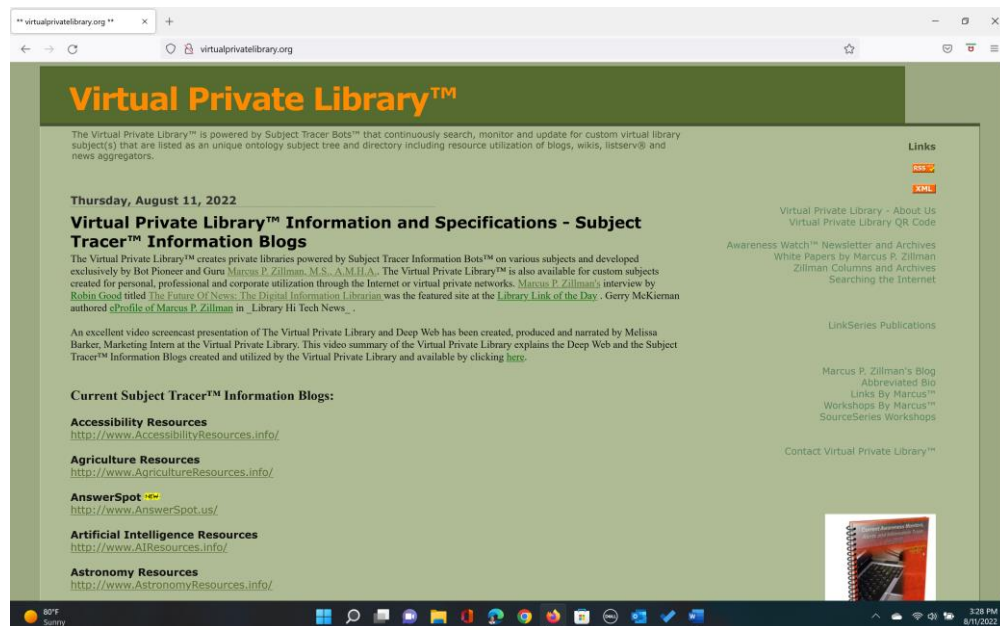 ** virtualprivatelibrary.org **
virtualprivatelibrary.org
Virtual Private Library™
The Virtual Private Library™ is powered by Subject Tracer Bots™ that continuously search, monitor and update for custom virtual library
subject(s) that are listed as an unique ontology subject tree and directory including resource utilization of blogs, wikis, listserv® and
news aggregators.
Links
RSS
XML
Virtual Private Library - About Us
Virtual Private Library QR Code
Awareness Watch™ Newsletter and Archives
White Papers by Marcus P. Zillman
Zillman Columns and Archives
Searching the Internet
LinkSeries Publications
Marcus P. Zillman's Blog
Abbreviated Bio
Links By Marcus™
Workshops By Marcus™
SourceSeries Workshops
Contact Virtual Private Library™
Thursday, August 11, 2022
Virtual Private Library™ Information and Specifications - Subject
Tracer™ Information Blogs
The Virtual Private Library™ creates private libraries powered by Subject Tracer Information Bots™ on various subjects and developed
exclusively by Bot Pioneer and Guru Marcus P. Zillman, M.S., A.M.H.A.. The Virtual Private Library™ is also available for custom subjects
created for personal, professional and corporate utilization through the Internet or virtual private networks. Marcus P. Zillman's interview by
Robin Good titled The Future Of News: The Digital Information Librarian was the featured site at the Library Link of the Day . Gerry McKiernan
authored eProfile of Marcus P. Zillman in _Library Hi Tech News_ .
An excellent video screencast presentation of The Virtual Private Library and Deep Web has been created, produced and narrated by Melissa
Barker, Marketing Intern at the Virtual Private Library. This video summary of the Virtual Private Library explains the Deep Web and the Subject
Tracer™ Information Blogs created and utilized by the Virtual Private Library and available by clicking here.
Current Subject Tracer™ Information Blogs:
Accessibility Resources
http://www.AccessibilityResources.info/
Agriculture Resources
http://www.AgricultureResources.info/
AnswerSpot NEW
http://www.AnswerSpot.us/
Artificial Intelligence Resources
http://www.AIResources.info/
Astronomy Resources
http://www.AstronomyResources.info/
80°F
Sunny
DELL
3:28 PM
8/11/2022